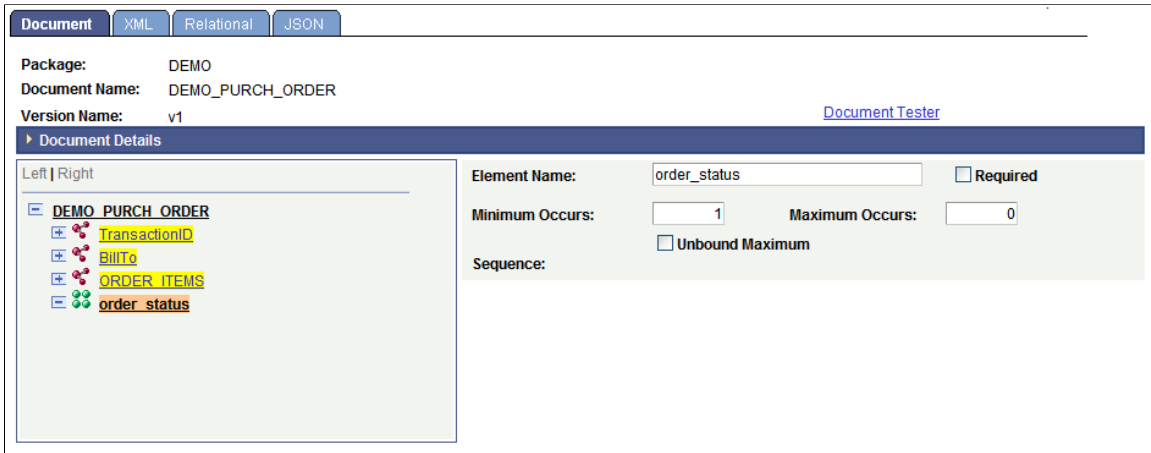 Document XML Relational JSON
Package: DEMO
Document Name: DEMO_PURCH_ORDER
Version Name: v1 Document Tester
Document Details
Left | Right
DEMO_PURCH_ORDER
TransactionID
BillTo
ORDER_ITEMS
order_status
Element Name: order_status Required
Minimum Occurs: 1 Maximum Occurs: 0
Unbound Maximum
Sequence: